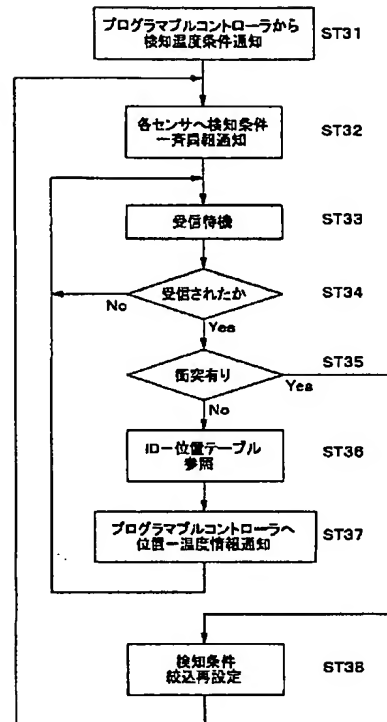 プログラマブルコントローラから
検知温度条件通知
ST31
各センサへ検知条件
一斉同報通知
ST32
受信待機
ST33
受信されたか
ST34
No
Yes
衝突有り
ST35
Yes
No
ID－位置テーブル
参照
ST36
プログラマブルコントローラへ
位置－温度情報通知
ST37
検知条件
絞込再設定
ST38